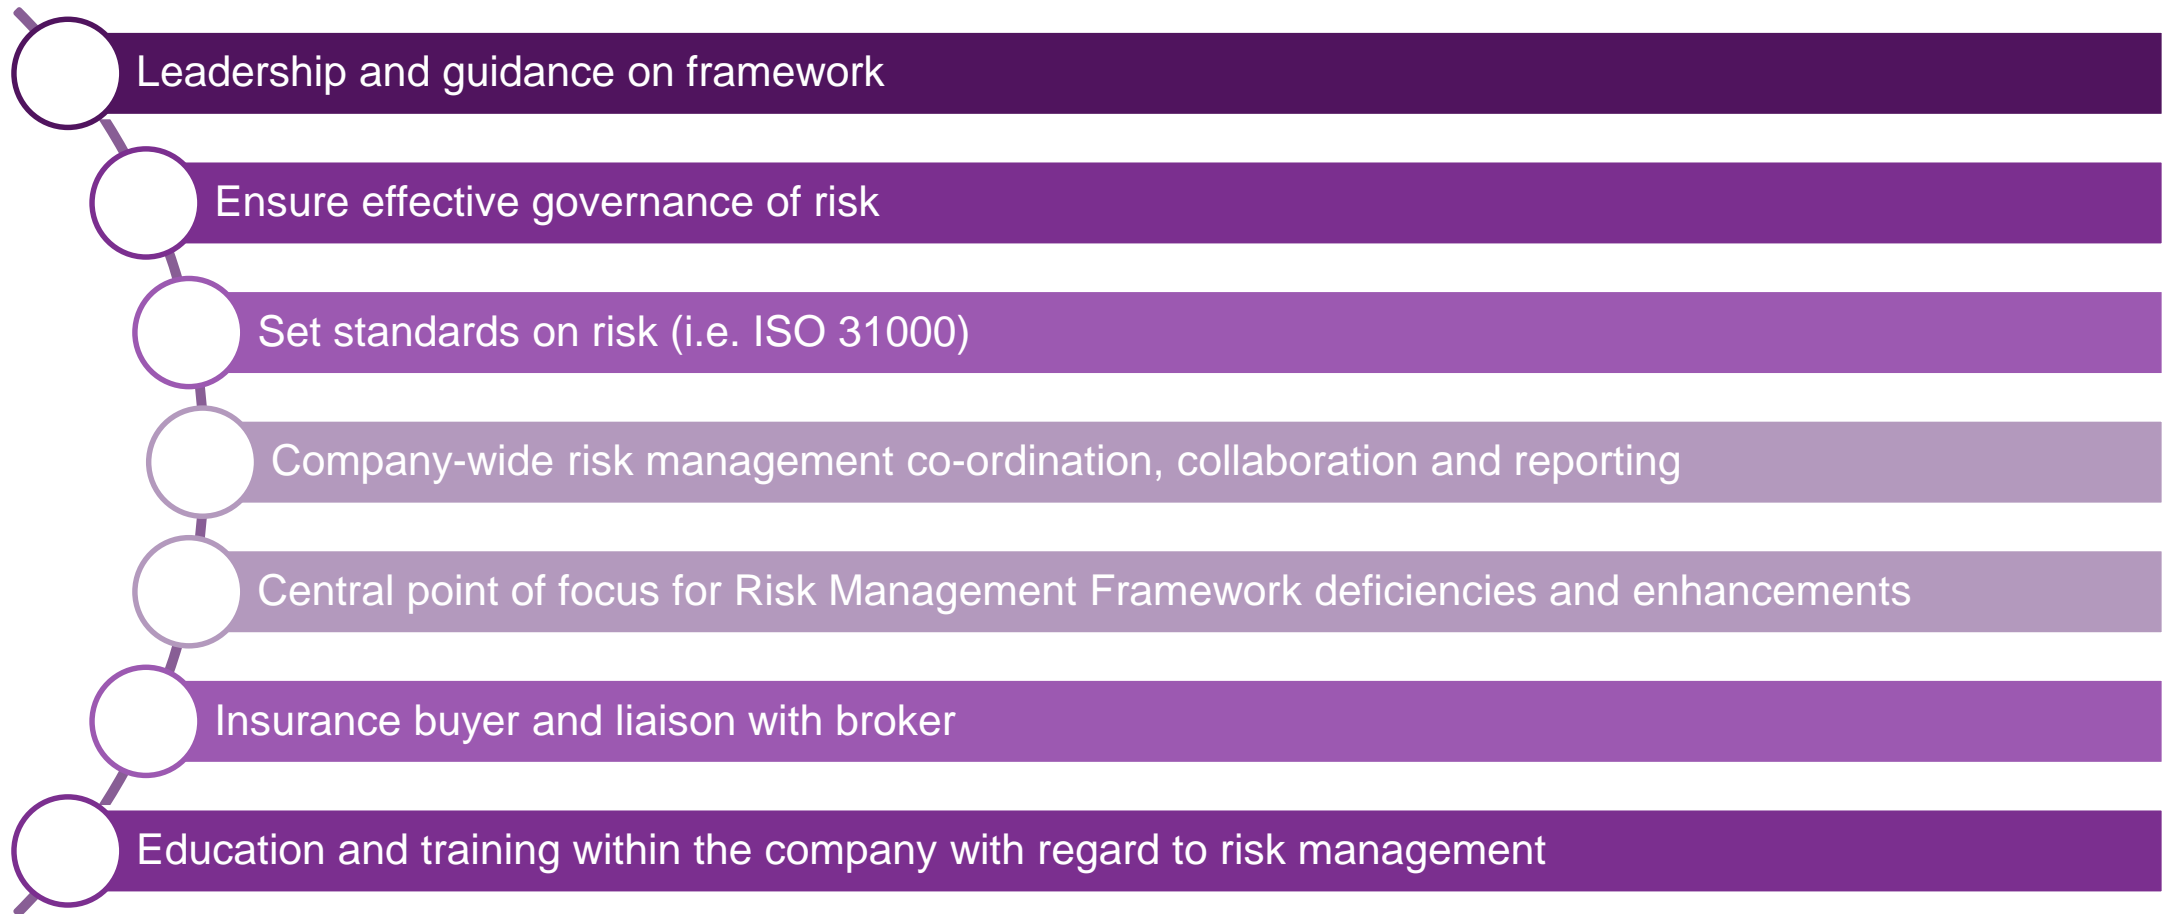 Leadership and guidance on framework
Ensure effective governance of risk
Set standards on risk (i.e. ISO 31000)
Company-wide risk management co-ordination, collaboration and reporting
Central point of focus for Risk Management Framework deficiencies and enhancements
Insurance buyer and liaison with broker
Education and training within the company with regard to risk management